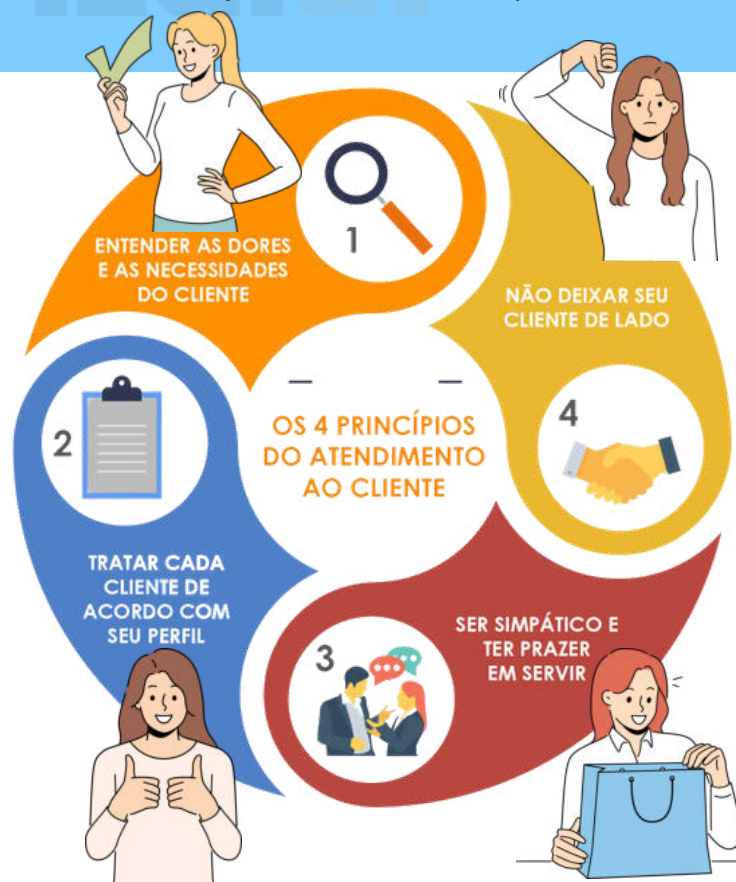 OS 4 PRINCÍPIOS
DO ATENDIMENTO
AO CLIENTE
1
ENTENDER AS DORES
E AS NECESSIDADES
DO CLIENTE
2
TRATAR CADA
CLIENTE DE
ACORDO COM
SEU PERFIL
3
SER SIMPÁTICO E
TER PRAZER
EM SERVIR
4
NÃO DEIXAR SEU
CLIENTE DE LADO